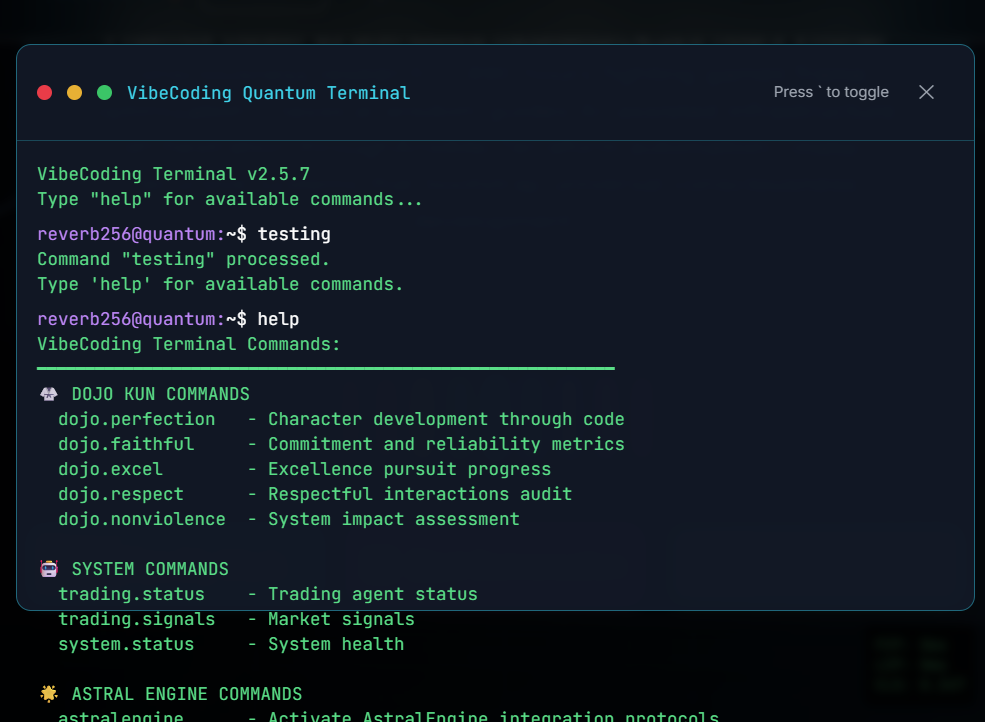 VibeCoding Quantum Terminal
Press ` to toggle
VibeCoding Terminal v2.5.7
Type "help" for available commands...
reverb256@quantum:~$ testing
Command "testing" processed.
Type 'help' for available commands.
reverb256@quantum:~$ help
VibeCoding Terminal Commands:
🥋 DOJO KUN COMMANDS
dojo.perfection - Character development through code
dojo.faithful - Commitment and reliability metrics
dojo.excel - Excellence pursuit progress
dojo.respect - Respectful interactions audit
dojo.nonviolence - System impact assessment
🤖 SYSTEM COMMANDS
trading.status - Trading agent status
trading.signals - Market signals
system.status - System health
🌟 ASTRAL ENGINE COMMANDS
astralengine - Activate AstralEngine integration protocols